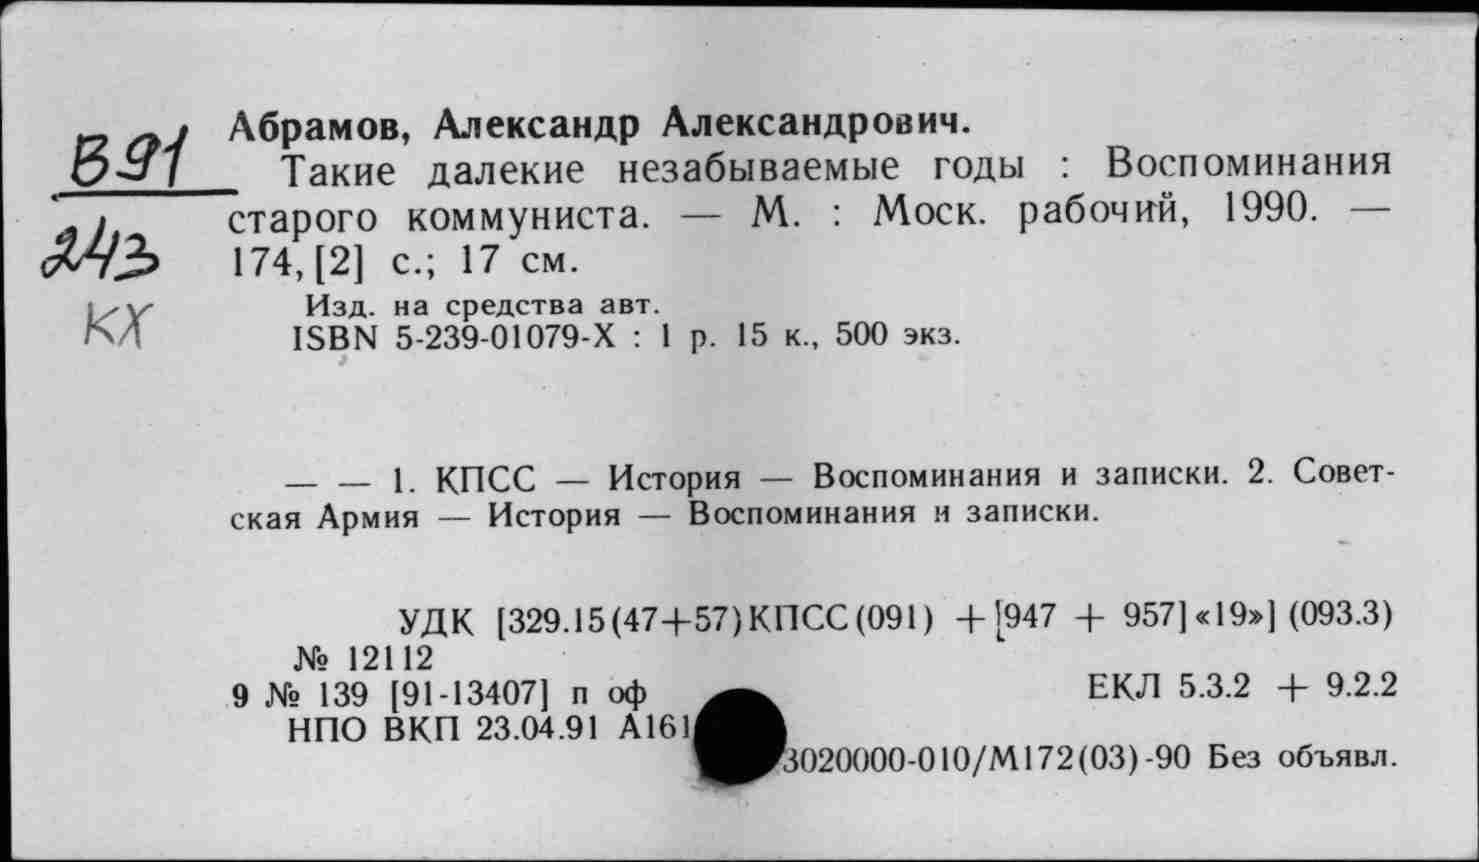 В91
Абрамов, Александр Александрович.
Такие далекие незабываемые годы : Воспоминания
243
старого коммуниста. — М. : Моск. рабочий, 1990. —
174, [2] с.; 17 см.
КХ
Изд. на средства авт.
ISBN 5-239-01079-X : 1 р. 15 к., 500 экз.
— — 1. КПСС — История — Воспоминания и записки. 2. Совет-
ская Армия — История — Воспоминания и записки.
УДК [329.15(47+57)КПСС(091) + [947 + 957] «19»] (093.3)
№ 12112
9 № 139 [91-13407] п оф
ЕКЛ 5.3.2 + 9.2.2
НПО ВКП 23.04.91 А161
3020000-010/М172(03)-90 Без объявл.